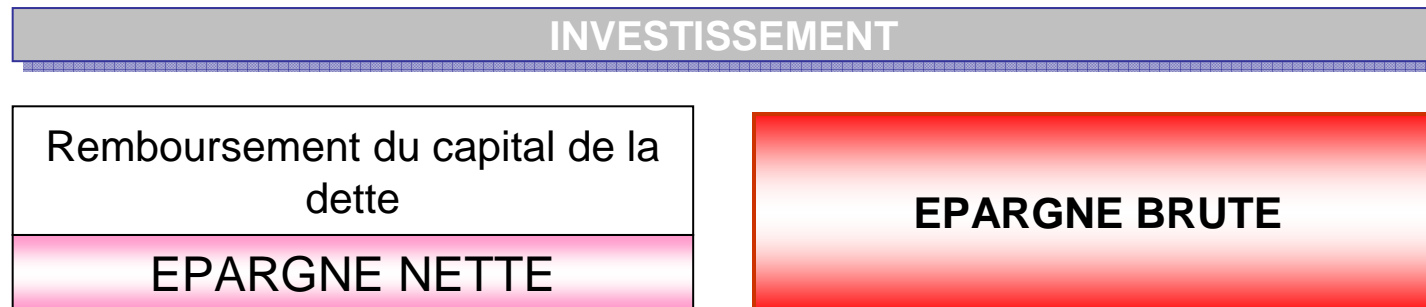 INVESTISSEMENT
Remboursement du capital de la
dette
EPARGNE NETTE
EPARGNE BRUTE